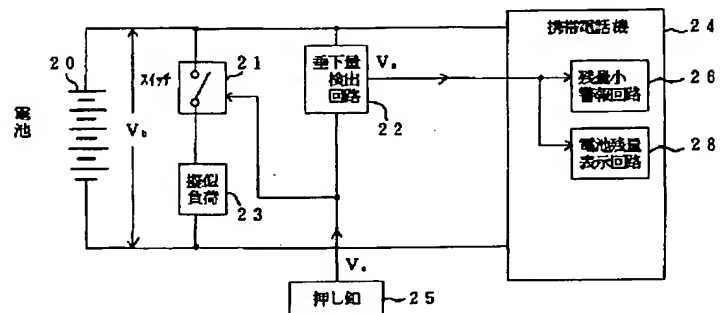 電池
20
Vb
スイッチ
21
擬似
負荷
23
垂下量
検出
回路
22
Vs
押し釦
25
携帯電話機
24
残量小
警報回路
26
電池残量
表示回路
28